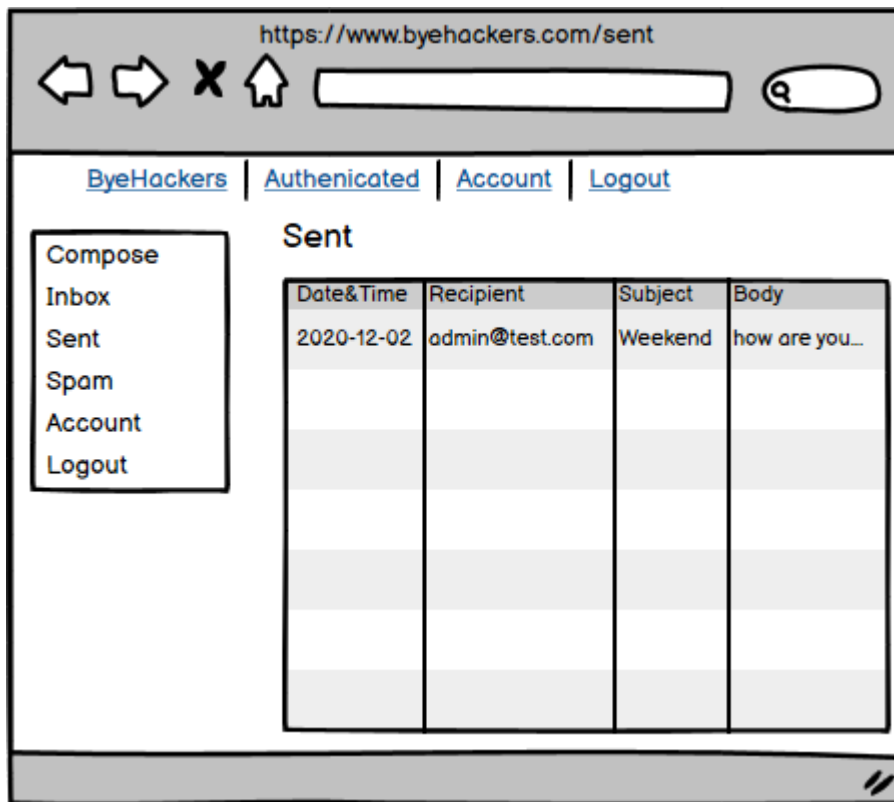 https://www.byehackers.com/sent
ByeHackers Authenicated Account Logout
Sent
Compose
Inbox
Sent
Spam
Account
Logout
Date&Time Recipient Subject Body
2020-12-02 admin@test.com Weekend how are you...